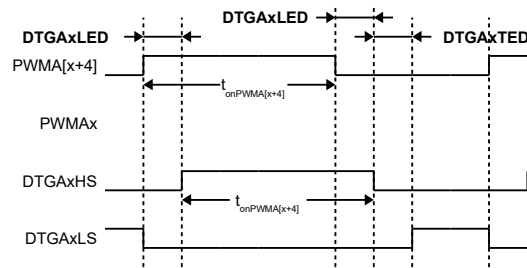 DTGAxLED
DTGAxLED
DTGAxTED
PWMA[x+4]
tonPWMA[x+4]
PWMAx
DTGAxHS
tonPWMA[x+4]
DTGAxLS